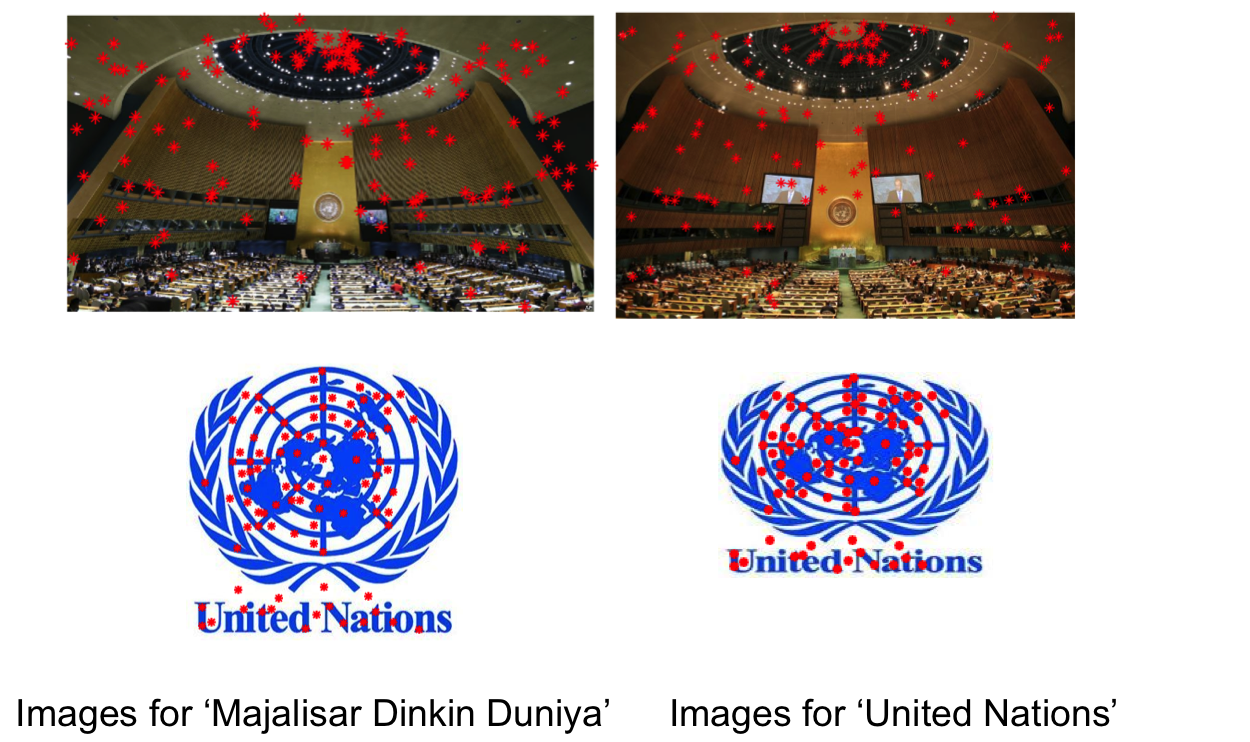 United Nations
United Nations
Images for ‘Majalisar Dinkin Duniya’
Images for ‘United Nations’